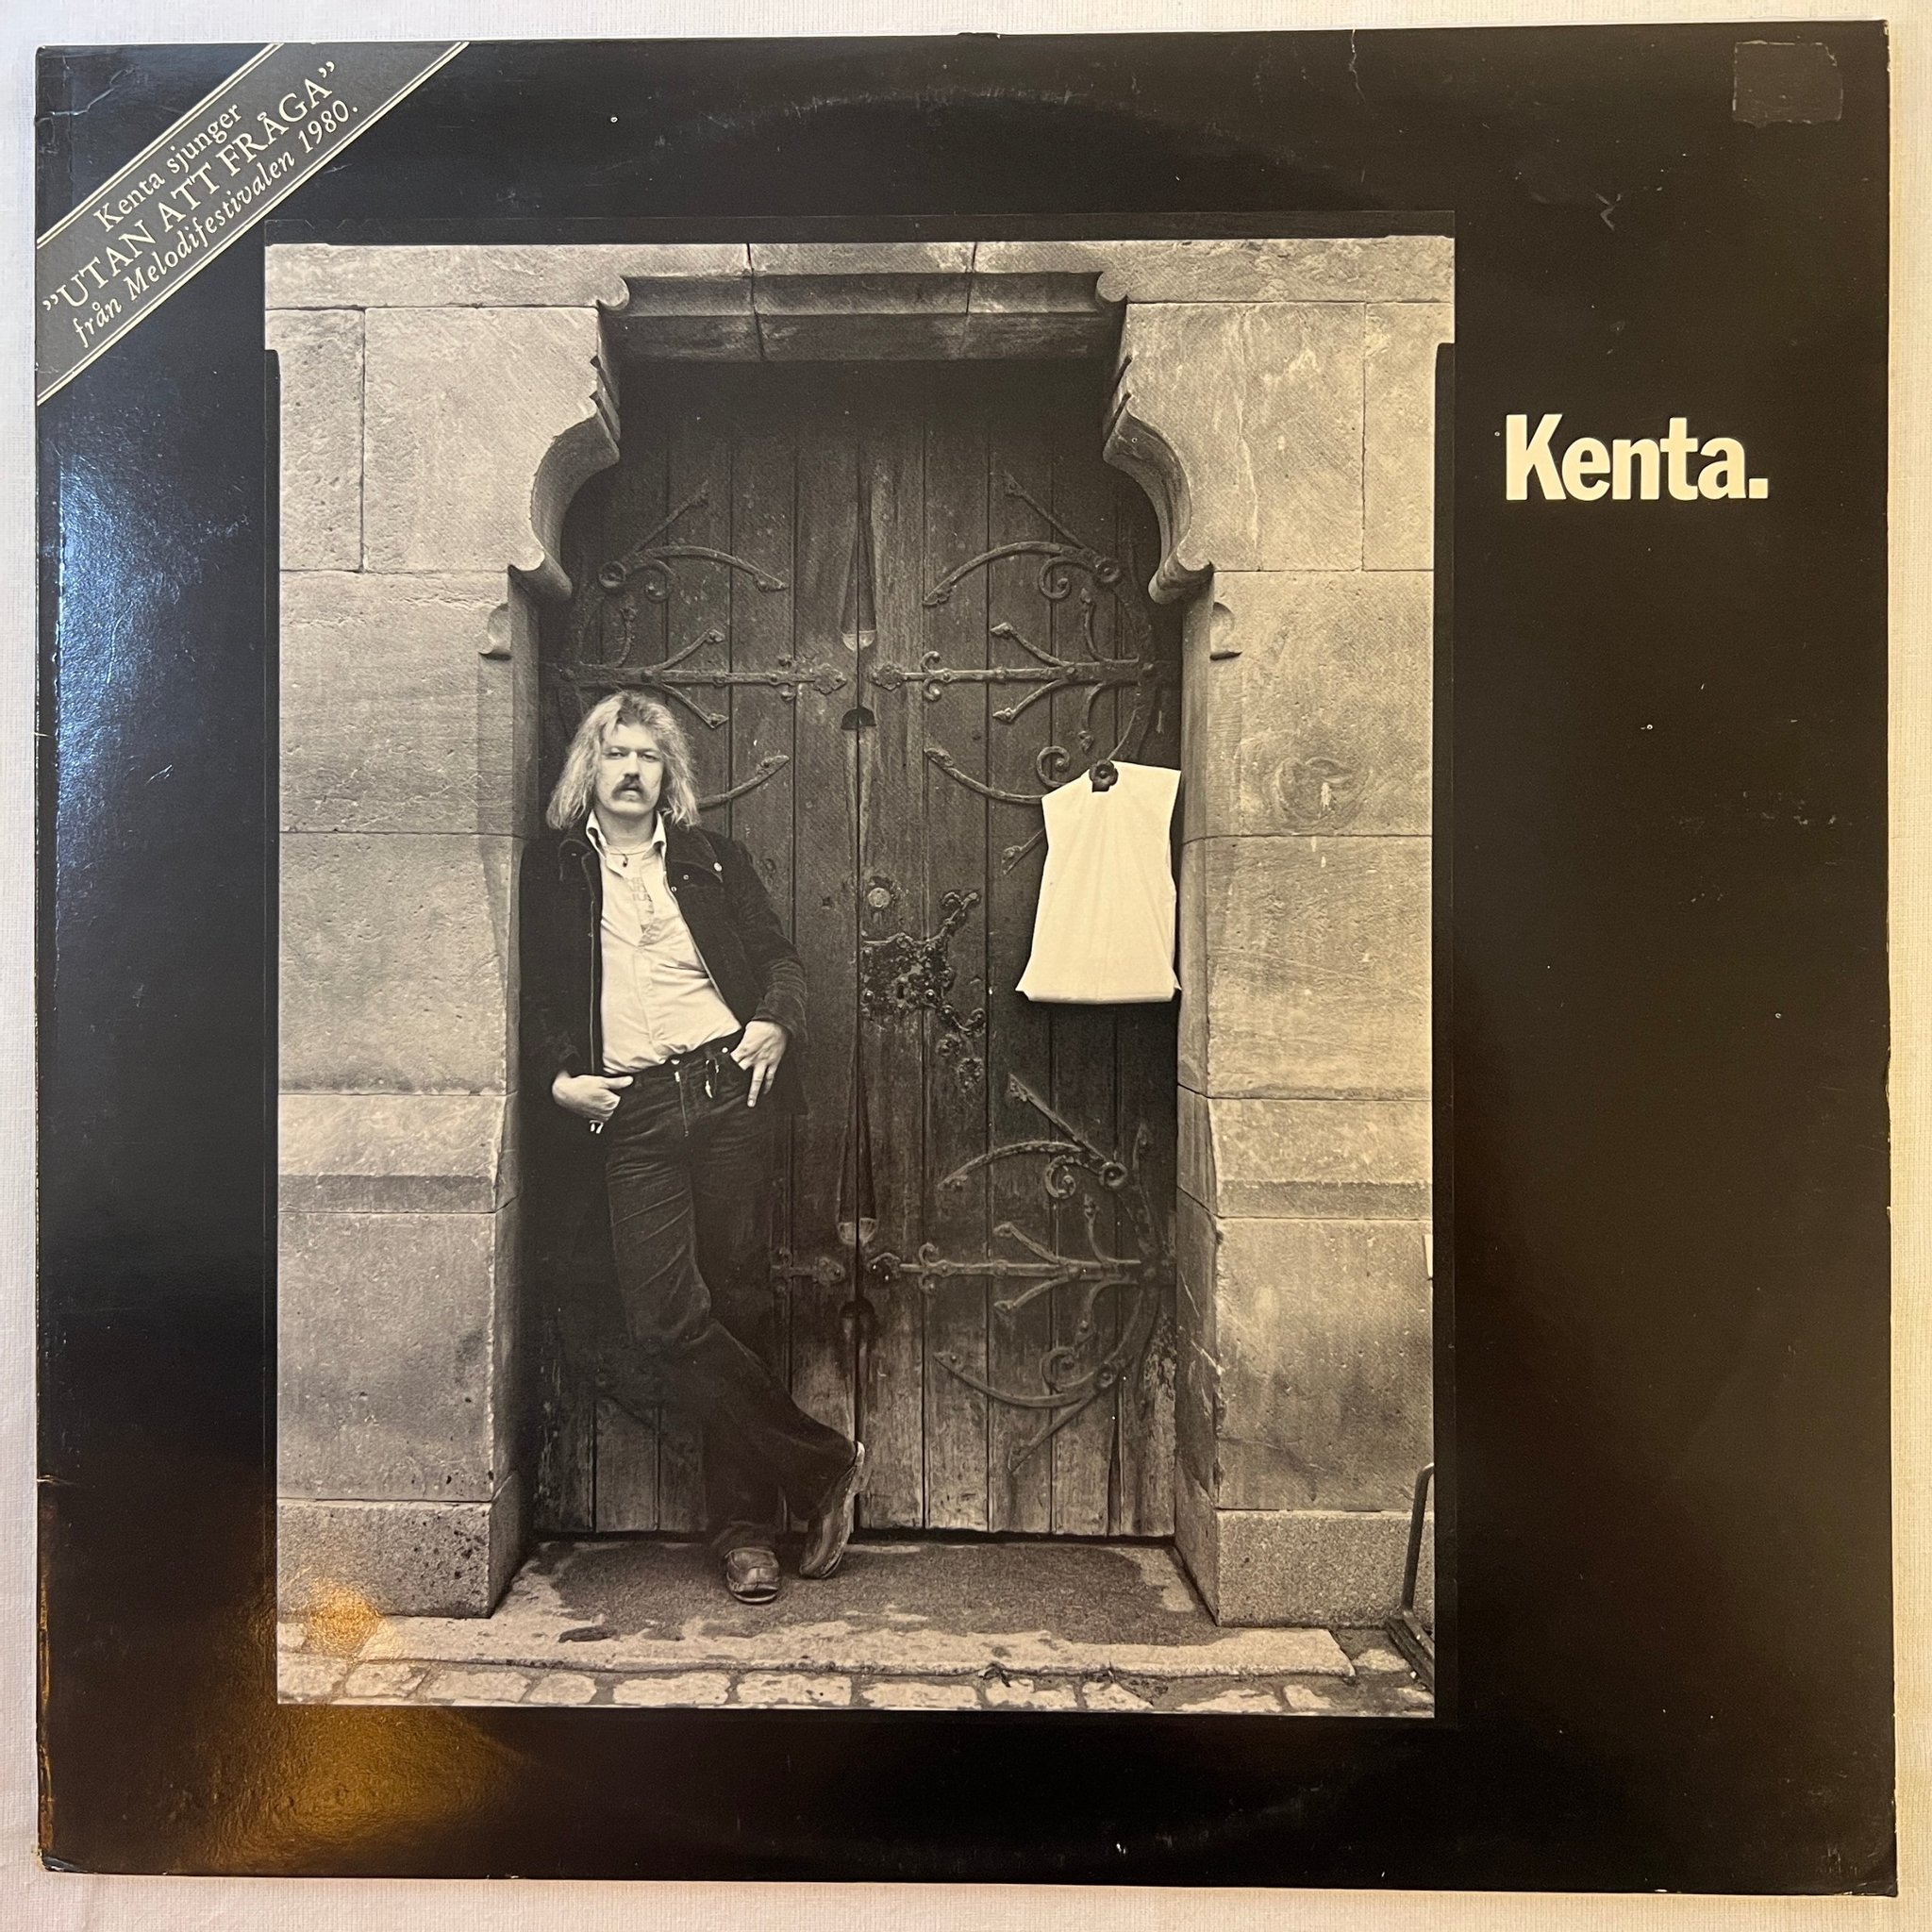 Kenta sjunger
”UTAN ATT FRÅGA”
från Melodifestivalen 1980.
Kenta.